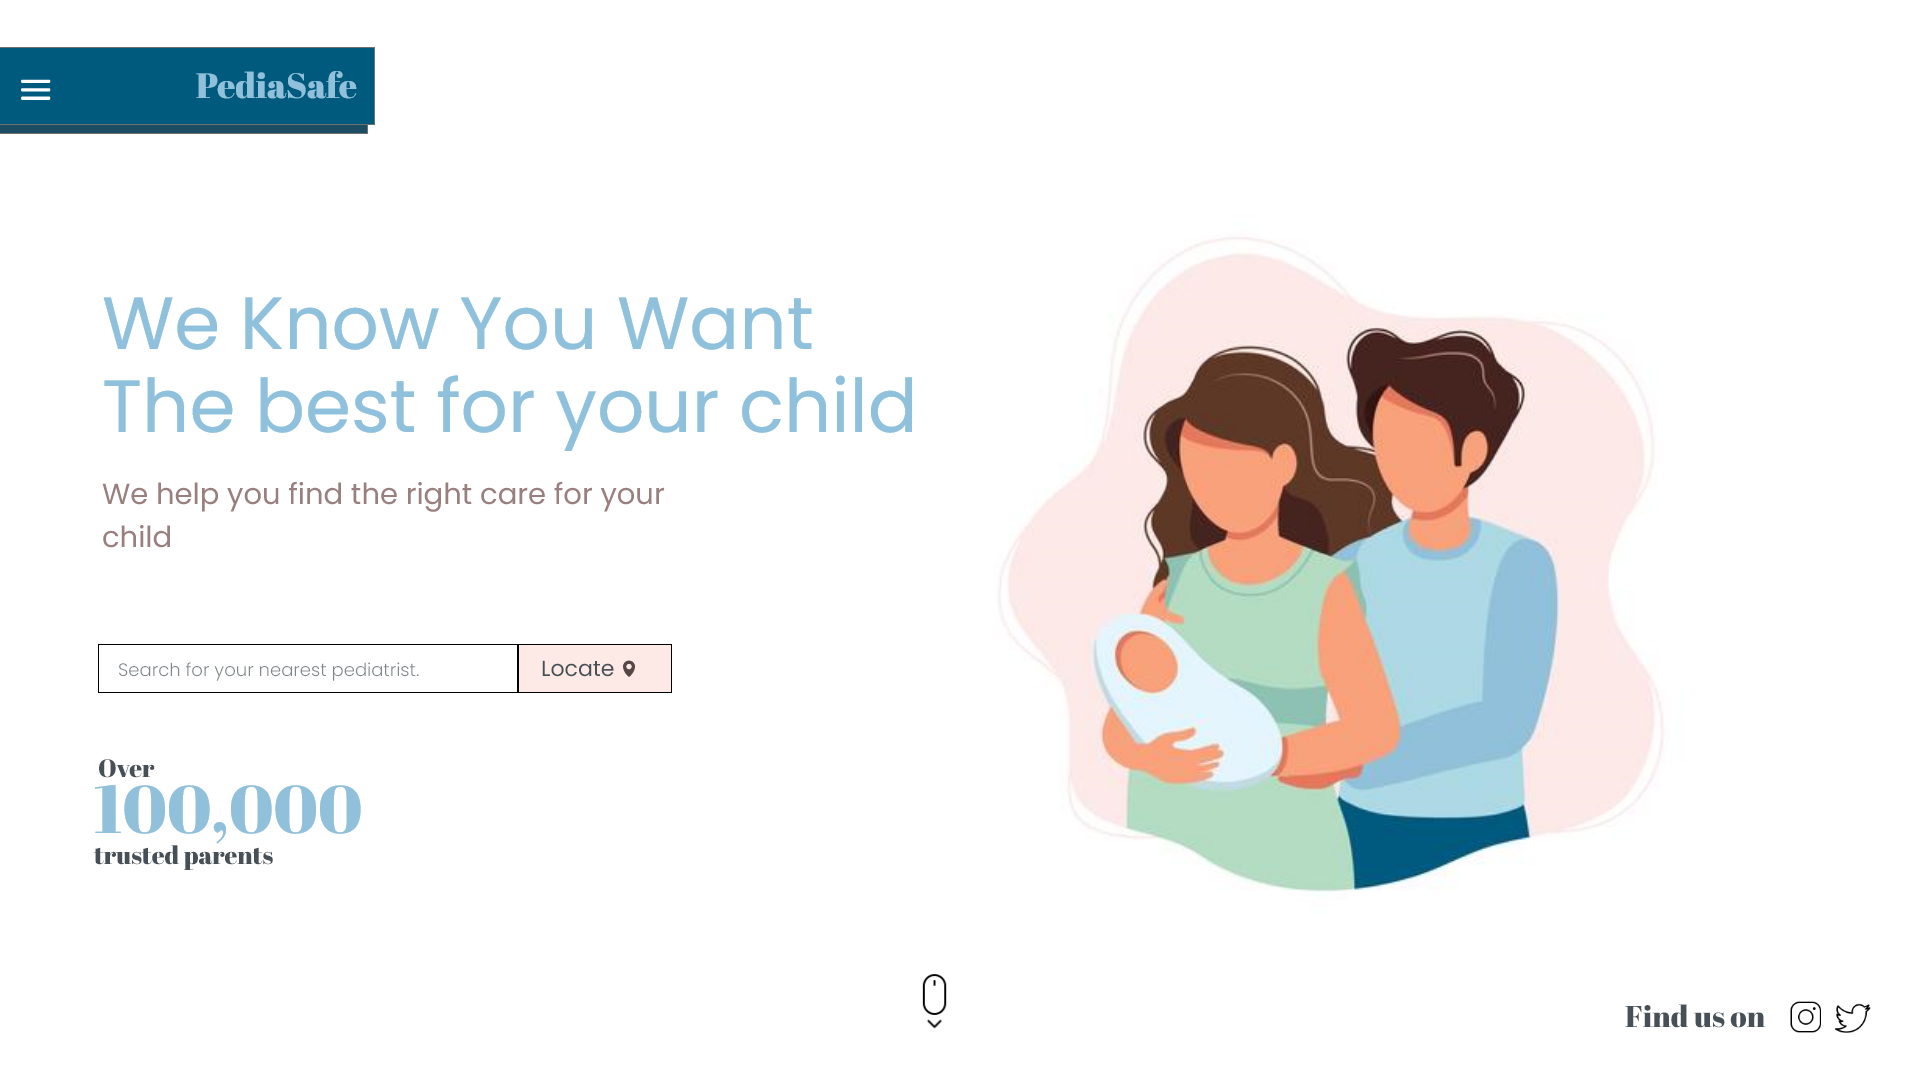 PediaSafe
We Know You Want
The best for your child
We help you find the right care for your
child
Search for your nearest pediatrist.
Locate
Over
100,000
trusted parents
Find us on